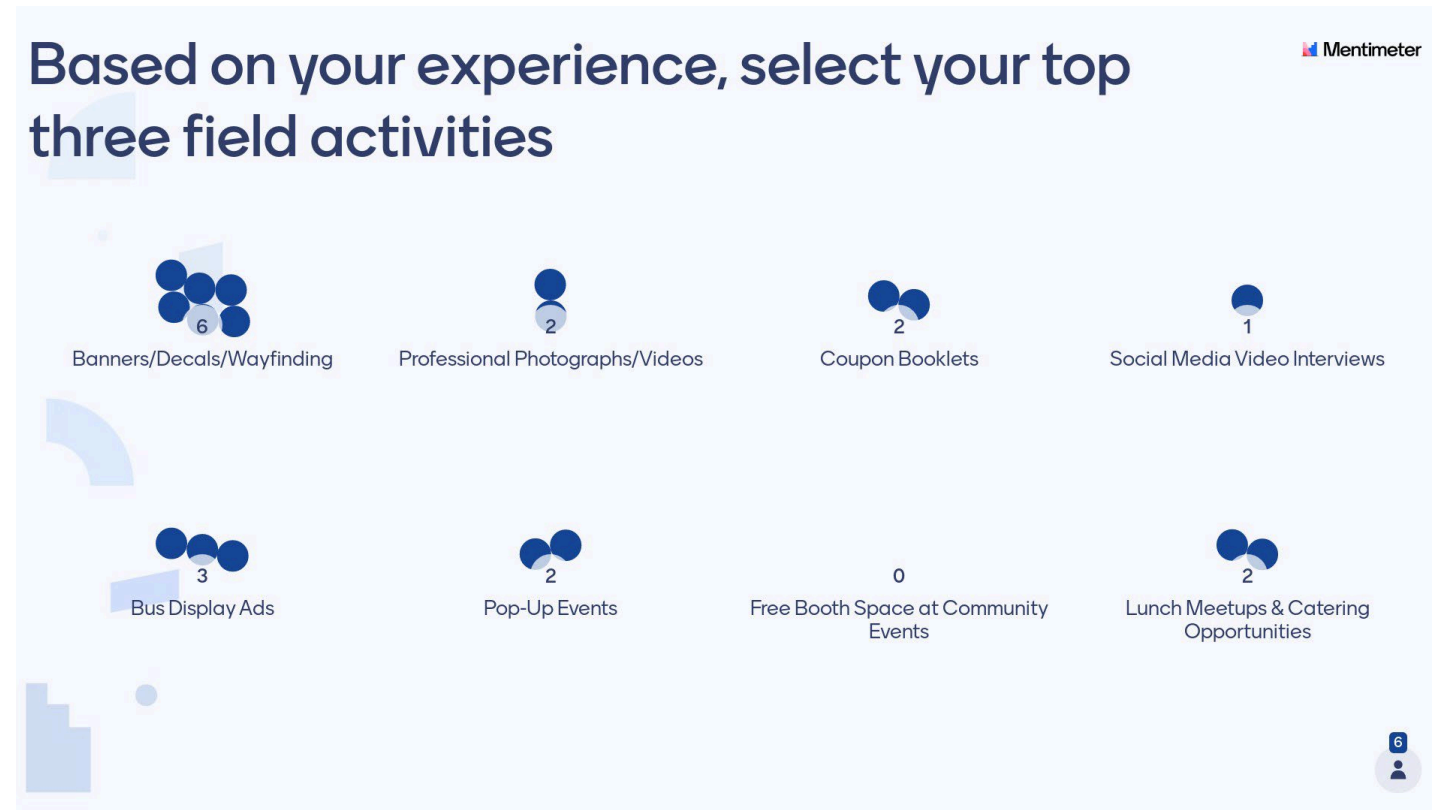 Based on your experience, select your top
three field activities
Mentimeter
6
Banners/Decals/Wayfinding
2
Professional Photographs/Videos
2
Coupon Booklets
1
Social Media Video Interviews
3
Bus Display Ads
2
Pop-Up Events
0
Free Booth Space at Community
Events
2
Lunch Meetups & Catering
Opportunities
6